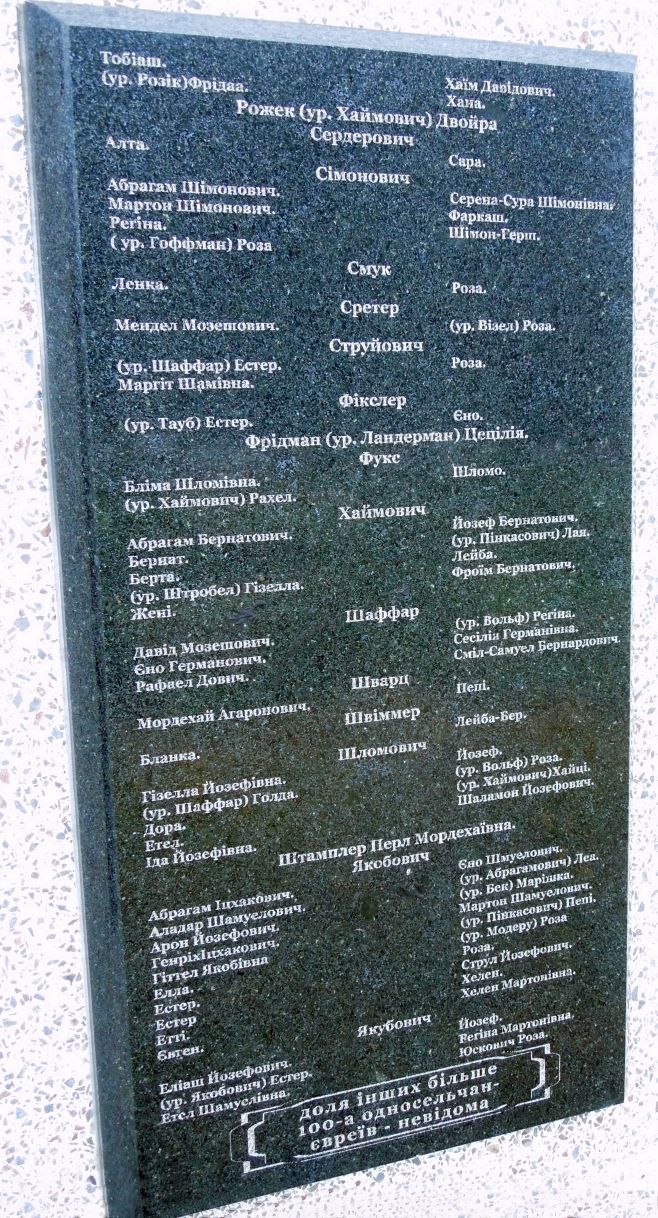 Тобіаш.
(ур. Розік)Фрідаа.
Хаїм Давідович.
Хана.
Рожек (ур. Хаймович) Двойра
Сердерович
Алта.
Сара.
Сімонович
Абрагам Шімонович.
Мартон Шімонович.
Регіна.
( ур. Гоффман) Роза
Серена-Сура Шімонівна.
Фаркаш.
Шімон-Герш.
Смук
Ленка.
Роза.
Сретер
Мендел Мозешович.
(ур. Візел) Роза.
Струйович
(ур. Шаффар) Естер.
Маргіт Шамівна.
Роза.
Фікслер
(ур. Тауб) Естер.
Єно.
Фрідман (ур. Ландерман) Цецілія.
Фукс
Бліма Шломівна.
(ур. Хаймович) Рахел.
Шломо.
Хаймович
Абрагам Бернатович.
Бернат.
Берта.
(ур. Штробел) Гізелла.
Жені.
Йозеф Бернатович.
(ур. Пінкасович) Лая.
Лейба.
Фроїм Бернатович.
Шаффар
Давід Мозешович.
Єно Германович.
Рафаел Дович.
(ур. Вольф) Регіна.
Сесілія Германівна.
Сміл-Самуел Бернардович.
Шварц
Мордехай Агаронович.
Пепі.
Швіммер
Бланка.
Лейба-Бер.
Шломович
Гізелла Йозефівна.
(ур. Шаффар) Голда.
Дора.
Етел.
Іда Йозефівна.
Йозеф.
(ур. Вольф) Роза.
(ур. Хаймович)Хайці.
Шаламон Йозефович.
Штамплер Перл Мордехаївна.
Якобович
Абрагам Іцхакович.
Аладар Шамуелович.
Арон Йозефович.
ГенріхІцхакович.
Гіттел Якобівна
Елла.
Естер.
Естер
Етті.
Євген.
Єно Шмуелович.
(ур. Абрагамович) Леа.
(ур. Бек) Марішка.
Мартон Шамуелович.
(ур. Пінкасович) Пепі.
(ур. Модеру) Роза
Роза.
Струл Йозефович.
Хелен.
Хелен Мартонівна.
Якубович
Еліаш Йозефович.
(ур. Якобович) Естер.
Етел Шамуелівна.
Йозеф.
Регіна Мартонівна.
Юскович Роза.
доля інших більше
100-а односельчан-
євреїв - невідома